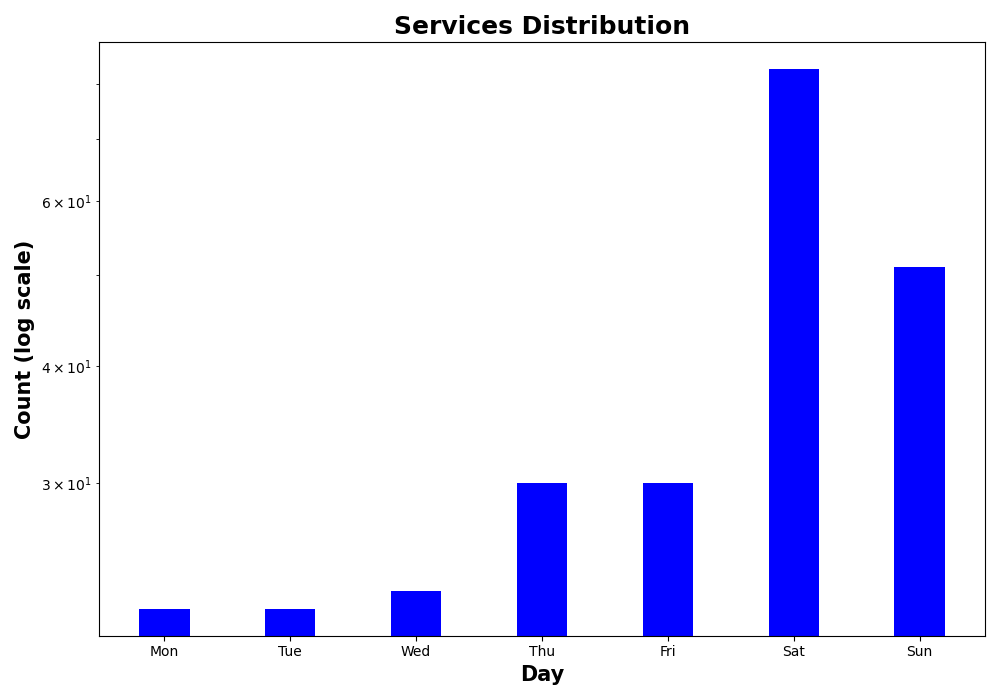 Services Distribution
Count (log scale)
6 × 10¹
4 × 10¹
3 × 10¹
Mon Tue Wed Thu Fri Sat Sun
Day